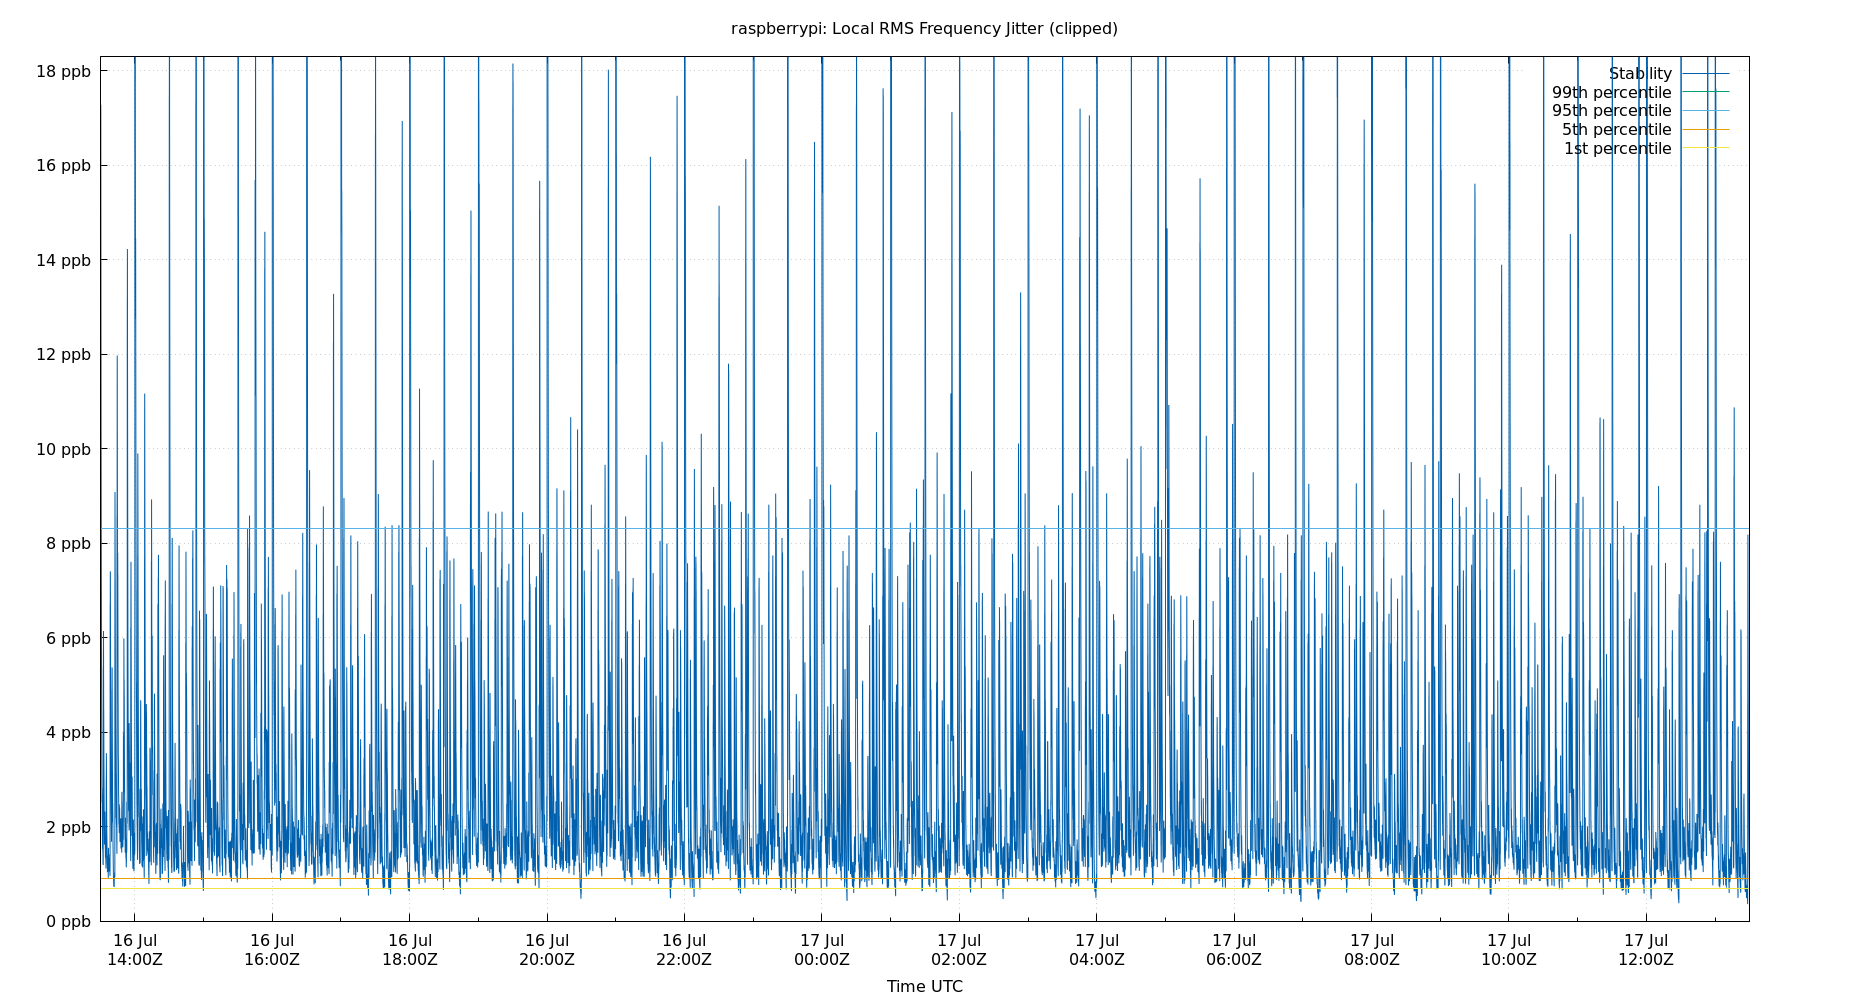 raspberrypi: Local RMS Frequency Jitter (clipped)
18 ppb
16 ppb
14 ppb
12 ppb
10 ppb
8 ppb
6 ppb
4 ppb
2 ppb
0 ppb
Stability
99th percentile
95th percentile
5th percentile
1st percentile
16 Jul 16 Jul 16 Jul 16 Jul 16 Jul 17 Jul 17 Jul 17 Jul 17 Jul 17 Jul 17 Jul 17 Jul
14:00Z 16:00Z 18:00Z 20:00Z 22:00Z 00:00Z 02:00Z 04:00Z 06:00Z 08:00Z 10:00Z 12:00Z
Time UTC